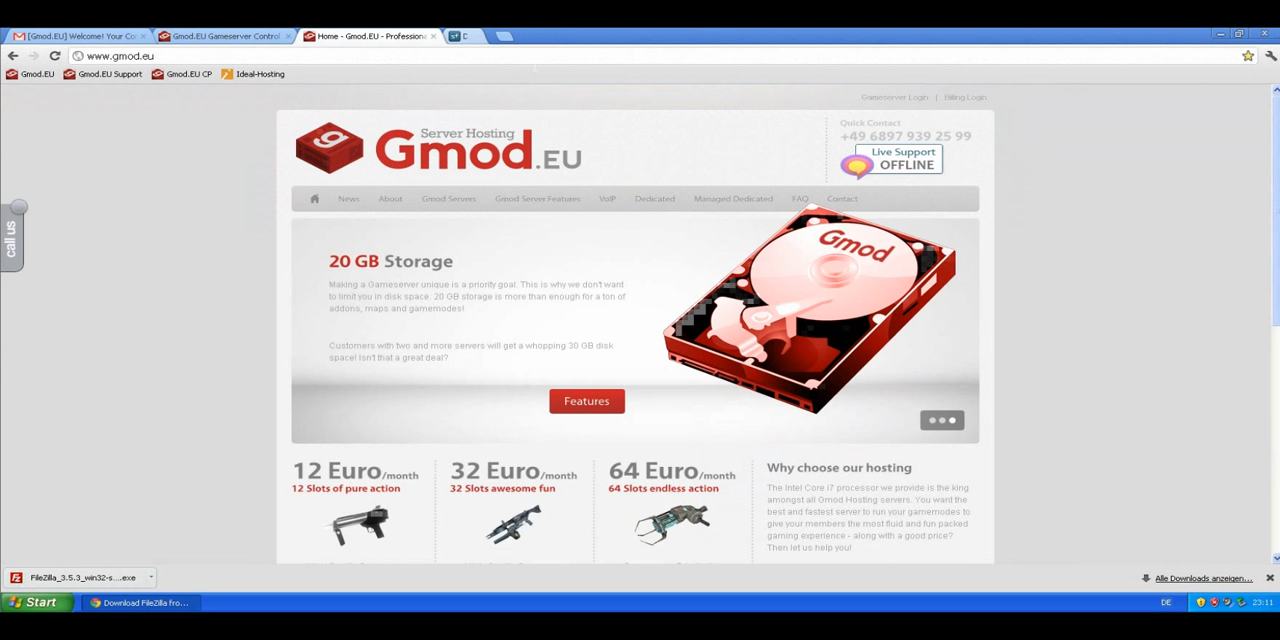 [Gmod.EU] Welcome! Your Co
Gmod.EU Gameserver Control
Home - Gmod.EU - Professiona
www.gmod.eu
Gmod.EU
Gmod.EU Support
Gmod.EU CP
Ideal-Hosting
Gameserver Login | Billing Login
g
Server Hosting
Gmod.EU
Quick Contact
+49 6897 939 25 99
Live Support
OFFLINE
News
About
Gmod Servers
Gmod Server Features
VoIP
Dedicated
Managed Dedicated
FAQ
Contact
call us
20 GB Storage
Making a Gameserver unique is a priority goal. This is why we don't want
to limit you in disk space. 20 GB storage is more than enough for a ton of
addons, maps and gamemodes!
Customers with two and more servers will get a whopping 30 GB disk
space! Isn't that a great deal?
Features
Gmod
12 Euro/month
12 Slots of pure action
32 Euro/month
32 Slots awesome fun
64 Euro/month
64 Slots endless action
Why choose our hosting
The Intel Core i7 processor we provide is the king
amongst all Gmod Hosting servers. You want the
best and fastest server to run your gamemodes to
give your members the most fluid and fun packed
gaming experience - along with a good price?
Then let us help you!
FileZilla_3.5.3_win32-s....exe
Alle Downloads anzeigen...
Start
Download FileZilla fro...
DE
23:11